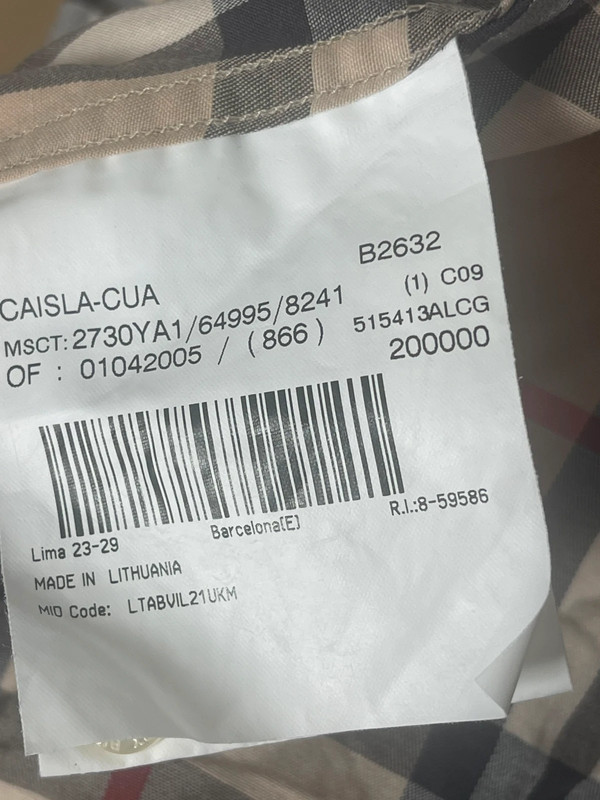 B2632
CAISLA-CUA (1) C09
MSCT: 2730YA1/64995/8241 515413ALCG
OF : 01042005 / (866) 200000
Lima 23-29 Barcelona(E) R.I.:8-59586
MADE IN LITHUANIA
MID Code: LTABVIL21UKM